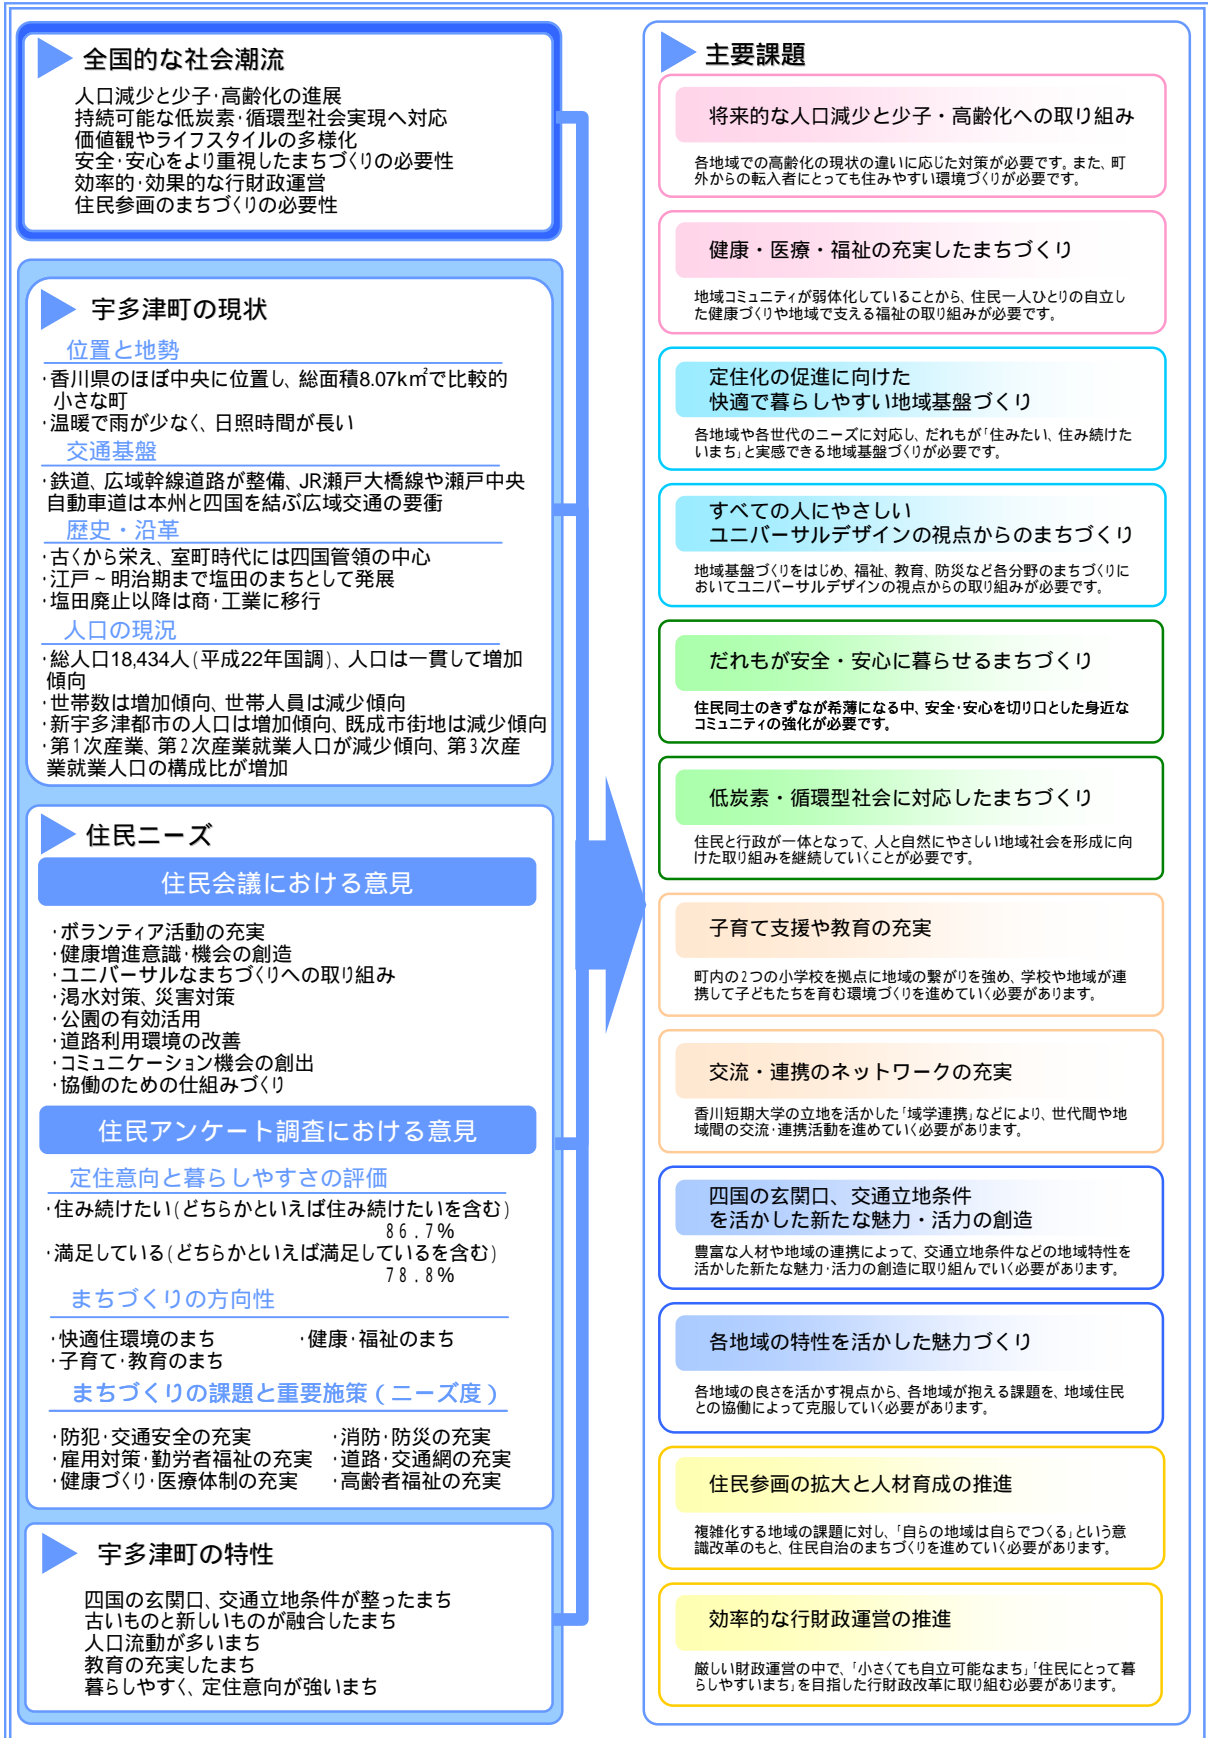 全国的な社会潮流
人口減少と少子･高齢化の進展
持続可能な低炭素･循環型社会実現へ対応
価値観やライフスタイルの多様化
安全･安心をより重視したまちづくりの必要性
効率的･効果的な行財政運営
住民参画のまちづくりの必要性
宇多津町の現状
位置と地勢
･香川県のほぼ中央に位置し、総面積8.07k㎡で比較的
小さな町
･温暖で雨が少なく、日照時間が長い
交通基盤
･鉄道、広域幹線道路が整備、JR瀬戸大橋線や瀬戸中央
自動車道は本州と四国を結ぶ広域交通の要衝
歴史・沿革
･古くから栄え、室町時代には四国管領の中心
･江戸～明治期まで塩田のまちとして発展
･塩田廃止以降は商･工業に移行
人口の現況
･総人口18,434人(平成22年国調)、人口は一貫して増加
傾向
･世帯数は増加傾向、世帯人員は減少傾向
･新宇多津都市の人口は増加傾向、既成市街地は減少傾向
･第1次産業、第2次産業就業人口が減少傾向、第3次産
業就業人口の構成比が増加
住民ニーズ
住民会議における意見
･ボランティア活動の充実
･健康増進意識･機会の創造
･ユニバーサルなまちづくりへの取り組み
･渇水対策、災害対策
･公園の有効活用
･道路利用環境の改善
･コミュニケーション機会の創出
･協働のための仕組みづくり
住民アンケート調査における意見
定住意向と暮らしやすさの評価
･住み続けたい(どちらかといえば住み続けたいを含む)
86.7%
･満足している(どちらかといえば満足しているを含む)
78.8%
まちづくりの方向性
･快適住環境のまち ･健康･福祉のまち
･子育て･教育のまち
まちづくりの課題と重要施策(ニーズ度)
･防犯･交通安全の充実 ･消防･防災の充実
･雇用対策･勤労者福祉の充実 ･道路･交通網の充実
･健康づくり･医療体制の充実 ･高齢者福祉の充実
宇多津町の特性
四国の玄関口、交通立地条件が整ったまち
古いものと新しいものが融合したまち
人口流動が多いまち
教育の充実したまち
暮らしやすく、定住意向が強いまち
主要課題
将来的な人口減少と少子・高齢化への取り組み
各地域での高齢化の現状の違いに応じた対策が必要です。また、町
外からの転入者にとっても住みやすい環境づくりが必要です。
健康・医療・福祉の充実したまちづくり
地域コミュニティが弱体化していることから、住民一人ひとりの自立し
た健康づくりや地域で支える福祉の取り組みが必要です。
定住化の促進に向けた
快適で暮らしやすい地域基盤づくり
各地域や各世代のニーズに対応し、だれもが｢住みたい、住み続けた
いまち｣と実感できる地域基盤づくりが必要です。
すべての人にやさしい
ユニバーサルデザインの視点からのまちづくり
地域基盤づくりをはじめ、福祉、教育、防災など各分野のまちづくりに
おいてユニバーサルデザインの視点からの取り組みが必要です。
だれもが安全・安心に暮らせるまちづくり
住民同士のきずなが希薄になる中、安全･安心を切り口とした身近な
コミュニティの強化が必要です。
低炭素・循環型社会に対応したまちづくり
住民と行政が一体となって、人と自然にやさしい地域社会を形成に向
けた取り組みを継続していくことが必要です。
子育て支援や教育の充実
町内の2つの小学校を拠点に地域の繋がりを強め、学校や地域が連
携して子どもたちを育む環境づくりを進めていく必要があります。
交流・連携のネットワークの充実
香川短期大学の立地を活かした｢域学連携｣などにより、世代間や地
域間の交流･連携活動を進めていく必要があります。
四国の玄関口、交通立地条件
を活かした新たな魅力・活力の創造
豊富な人材や地域の連携によって、交通立地条件などの地域特性を
活かした新たな魅力･活力の創造に取り組んでいく必要があります。
各地域の特性を活かした魅力づくり
各地域の良さを活かす視点から、各地域が抱える課題を、地域住民
との協働によって克服していく必要があります。
住民参画の拡大と人材育成の推進
複雑化する地域の課題に対し、｢自らの地域は自らでつくる｣という意
識改革のもと、住民自治のまちづくりを進めていく必要があります。
効率的な行財政運営の推進
厳しい財政運営の中で、｢小さくても自立可能なまち｣｢住民にとって暮
らしやすいまち｣を目指した行財政改革に取り組む必要があります。